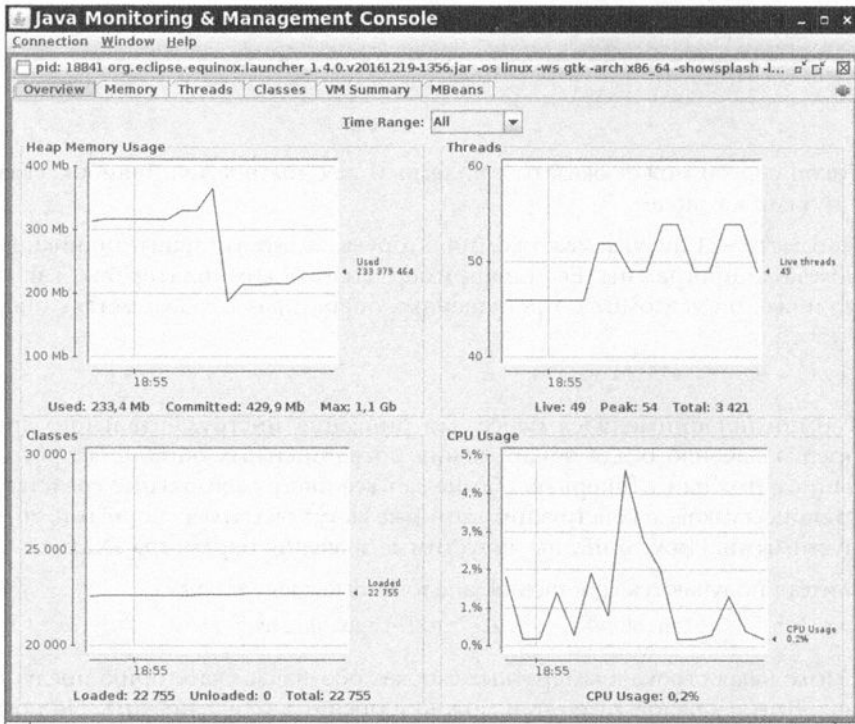 Java Monitoring & Management Console
Connection Window Help
pid: 18841 org.eclipse.equinox.launcher_1.4.0.v20161219-1356.jar -os linux -ws gtk -arch x86_64 -showsplash -l...
Overview Memory Threads Classes VM Summary MBeans
Time Range: All
Heap Memory Usage
400 Mb
300 Mb
200 Mb
100 Mb
Used
233 379 464
18:55
Used: 233,4 Mb Committed: 429,9 Mb Max: 1,1 Gb
Threads
60
50
40
Live threads
49
18:55
Live: 49 Peak: 54 Total: 3 421
Classes
30 000
25 000
20 000
Loaded
22 755
18:55
Loaded: 22 755 Unloaded: 0 Total: 22 755
CPU Usage
5,%
4,%
3,%
2,%
1,%
0,%
CPU Usage
0,2%
18:55
CPU Usage: 0,2%